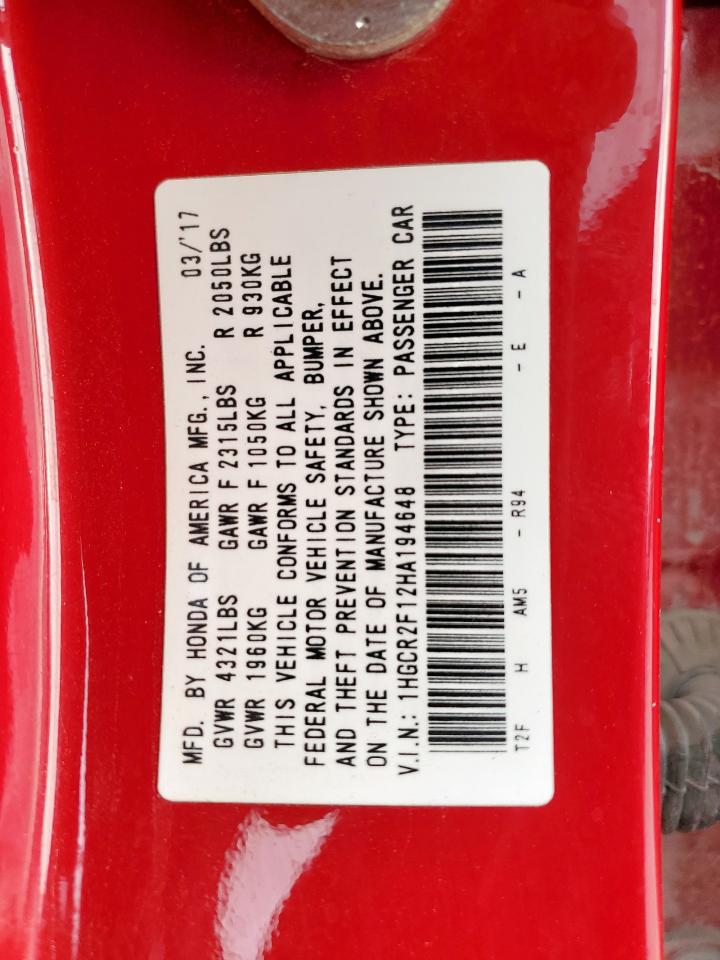 MFD. BY HONDA OF AMERICA MFG., INC. 03/'17
GVWR 4321LBS GAWR F 2315LBS R 2050LBS
GVWR 1960KG GAWR F 1050KG R 930KG
THIS VEHICLE CONFORMS TO ALL APPLICABLE
FEDERAL MOTOR VEHICLE SAFETY, BUMPER,
AND THEFT PREVENTION STANDARDS IN EFFECT
ON THE DATE OF MANUFACTURE SHOWN ABOVE.
V.I.N.: 1HGCR2F12HA194648 TYPE: PASSENGER CAR
T2F H AM5 - R94 - E - A